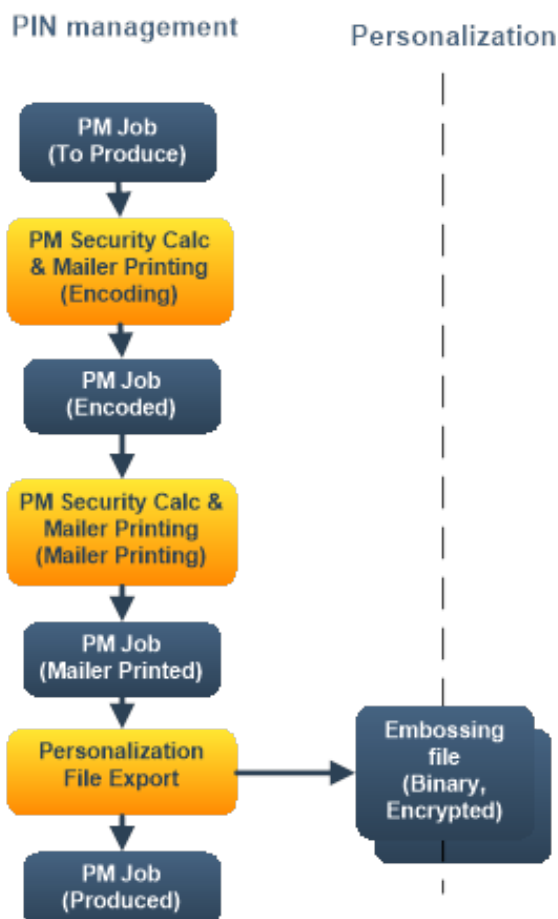 PIN management
Personalization
PM Job
(To Produce)
PM Security Calc
& Mailer Printing
(Encoding)
PM Job
(Encoded)
PM Security Calc &
Mailer Printing
(Mailer Printing)
PM Job
(Mailer Printed)
Personalization
File Export
Embossing
file
(Binary,
Encrypted)
PM Job
(Produced)